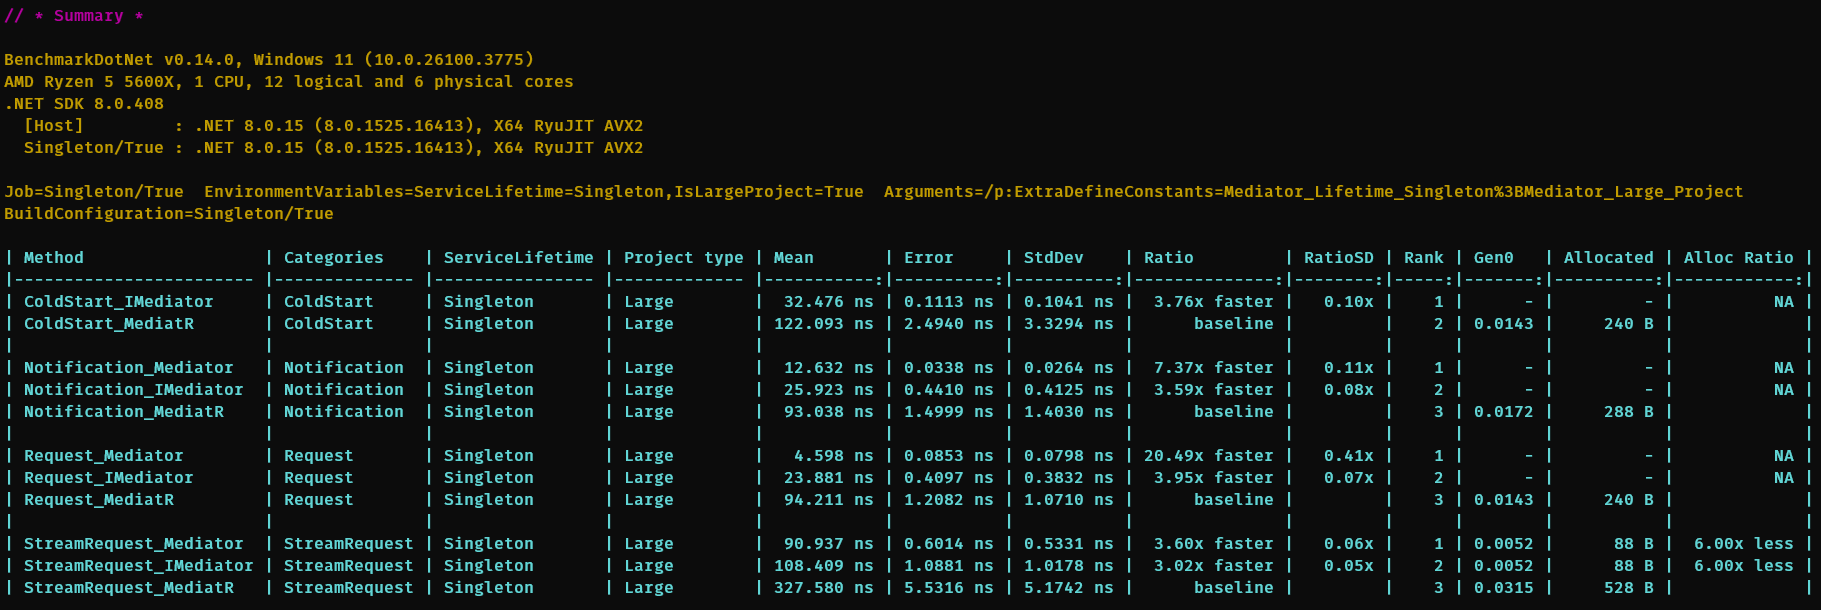 // * Summary *

BenchmarkDotNet v0.14.0, Windows 11 (10.0.26100.3775)
AMD Ryzen 5 5600X, 1 CPU, 12 logical and 6 physical cores
.NET SDK 8.0.408
  [Host]         : .NET 8.0.15 (8.0.1525.16413), X64 RyuJIT AVX2
  Singleton/True : .NET 8.0.15 (8.0.1525.16413), X64 RyuJIT AVX2

Job=Singleton/True  EnvironmentVariables=ServiceLifetime=Singleton,IsLargeProject=True  Arguments=/p:ExtraDefineConstants=Mediator_Lifetime_Singleton%3BMediator_Large_Project
BuildConfiguration=Singleton/True

| Method                  | Categories    | ServiceLifetime | Project type | Mean       | Error     | StdDev    | Ratio         | RatioSD | Rank | Gen0   | Allocated | Alloc Ratio |
|------------------------ |-------------- |---------------- |------------- |-----------:|----------:|----------:|--------------:|--------:|-----:|-------:|----------:|------------:|
| ColdStart_IMediator     | ColdStart     | Singleton       | Large        |  32.476 ns | 0.1113 ns | 0.1041 ns |  3.76x faster |   0.10x |    1 |      - |         - |          NA |
| ColdStart_MediatR       | ColdStart     | Singleton       | Large        | 122.093 ns | 2.4940 ns | 3.3294 ns |      baseline |         |    2 | 0.0143 |     240 B |             |
|                         |               |                 |              |            |           |           |               |         |      |        |           |             |
| Notification_Mediator   | Notification  | Singleton       | Large        |  12.632 ns | 0.0338 ns | 0.0264 ns |  7.37x faster |   0.11x |    1 |      - |         - |          NA |
| Notification_IMediator  | Notification  | Singleton       | Large        |  25.923 ns | 0.4410 ns | 0.4125 ns |  3.59x faster |   0.08x |    2 |      - |         - |          NA |
| Notification_MediatR    | Notification  | Singleton       | Large        |  93.038 ns | 1.4999 ns | 1.4030 ns |      baseline |         |    3 | 0.0172 |     288 B |             |
|                         |               |                 |              |            |           |           |               |         |      |        |           |             |
| Request_Mediator        | Request       | Singleton       | Large        |   4.598 ns | 0.0853 ns | 0.0798 ns | 20.49x faster |   0.41x |    1 |      - |         - |          NA |
| Request_IMediator       | Request       | Singleton       | Large        |  23.881 ns | 0.4097 ns | 0.3832 ns |  3.95x faster |   0.07x |    2 |      - |         - |          NA |
| Request_MediatR         | Request       | Singleton       | Large        |  94.211 ns | 1.2082 ns | 1.0710 ns |      baseline |         |    3 | 0.0143 |     240 B |             |
|                         |               |                 |              |            |           |           |               |         |      |        |           |             |
| StreamRequest_Mediator  | StreamRequest | Singleton       | Large        |  90.937 ns | 0.6014 ns | 0.5331 ns |  3.60x faster |   0.06x |    1 | 0.0052 |      88 B |  6.00x less |
| StreamRequest_IMediator | StreamRequest | Singleton       | Large        | 108.409 ns | 1.0881 ns | 1.0178 ns |  3.02x faster |   0.05x |    2 | 0.0052 |      88 B |  6.00x less |
| StreamRequest_MediatR   | StreamRequest | Singleton       | Large        | 327.580 ns | 5.5316 ns | 5.1742 ns |      baseline |         |    3 | 0.0315 |     528 B |             |